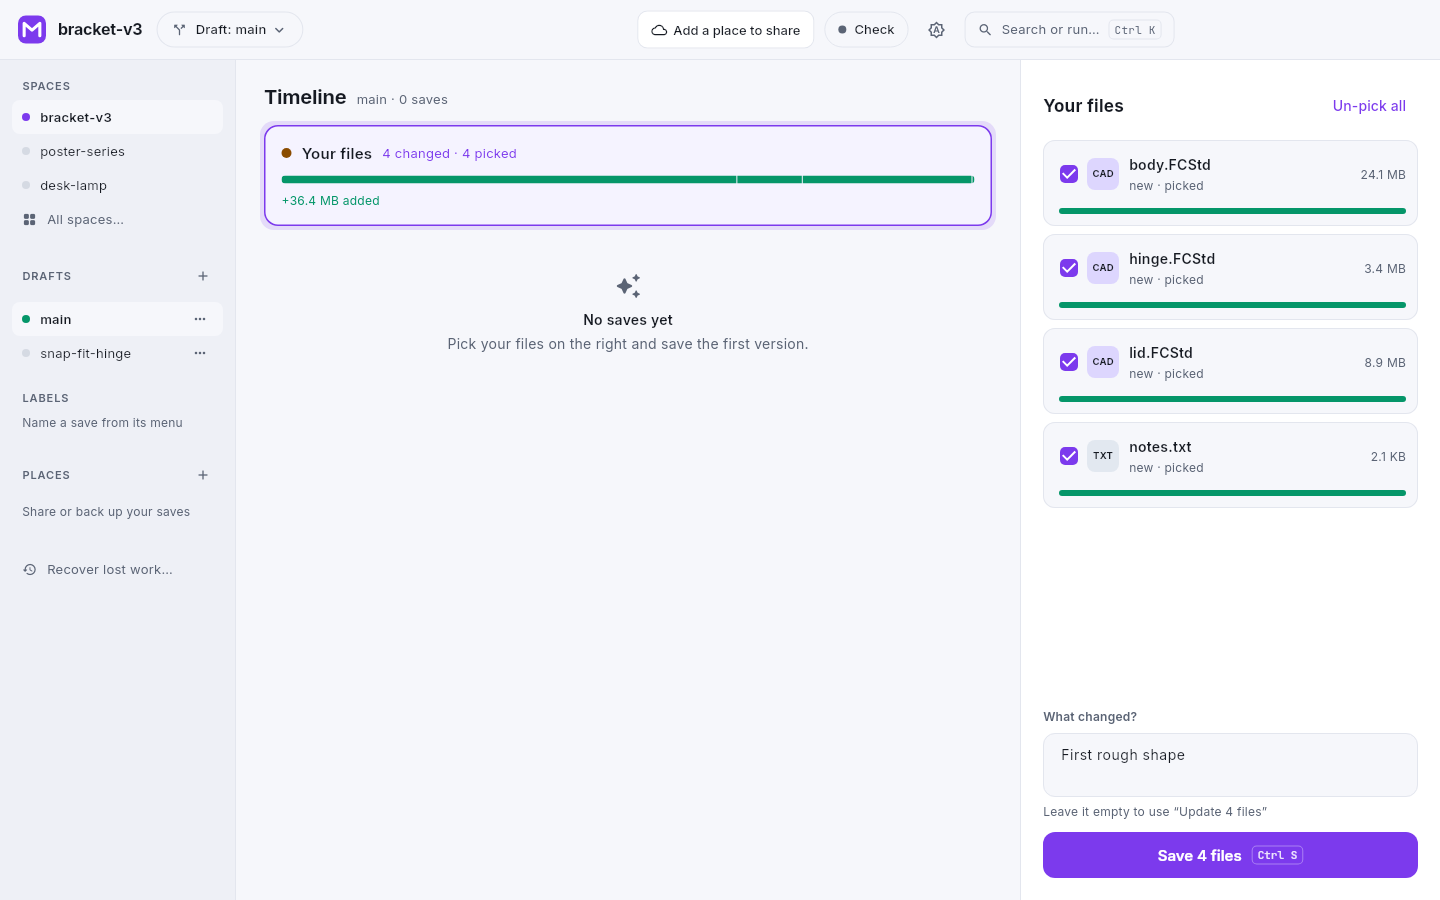 bracket-v3
Draft: main
Add a place to share
Check
Search or run...
Ctrl K
SPACES
bracket-v3
poster-series
desk-lamp
All spaces...
DRAFTS
main
snap-fit-hinge
LABELS
Name a save from its menu
PLACES
Share or back up your saves
Recover lost work...
Timeline
main · 0 saves
Your files
4 changed · 4 picked
+36.4 MB added
No saves yet
Pick your files on the right and save the first version.
Your files
Un-pick all
CAD
body.FCStd
new · picked
24.1 MB
CAD
hinge.FCStd
new · picked
3.4 MB
CAD
lid.FCStd
new · picked
8.9 MB
TXT
notes.txt
new · picked
2.1 KB
What changed?
First rough shape
Leave it empty to use “Update 4 files”
Save 4 files
Ctrl S